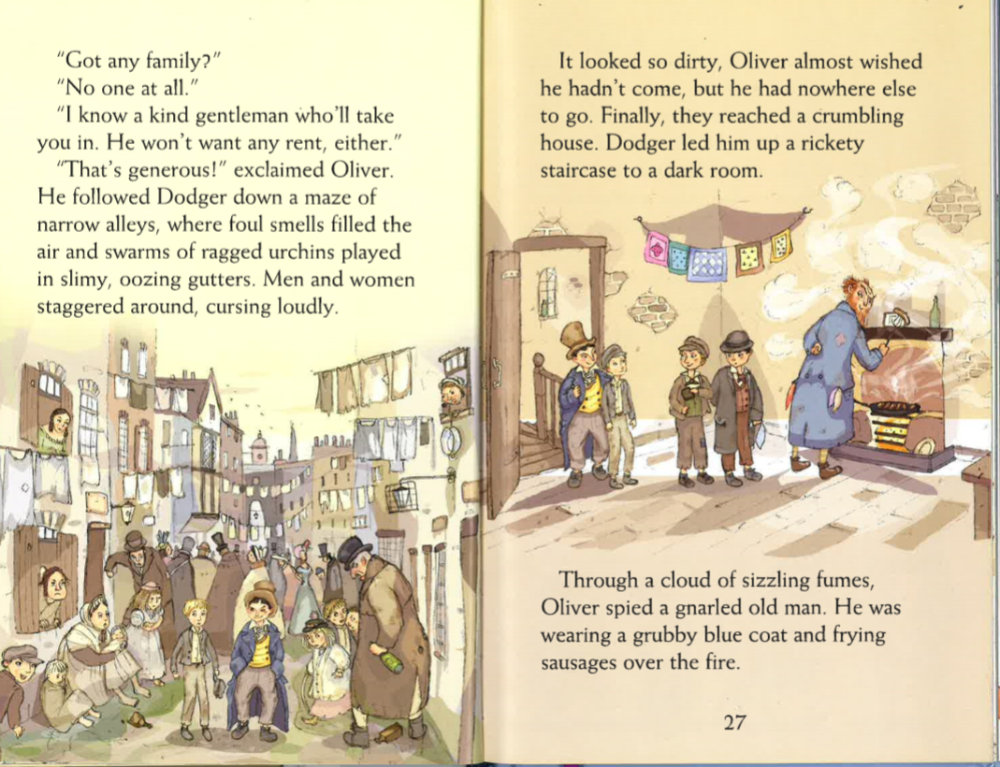 “Got any family?”
“No one at all.”
“I know a kind gentleman who’ll take
you in. He won’t want any rent, either.”
“That’s generous!” exclaimed Oliver.
He followed Dodger down a maze of
narrow alleys, where foul smells filled the
air and swarms of ragged urchins played
in slimy, oozing gutters. Men and women
staggered around, cursing loudly.
It looked so dirty, Oliver almost wished
he hadn’t come, but he had nowhere else
to go. Finally, they reached a crumbling
house. Dodger led him up a rickety
staircase to a dark room.
Through a cloud of sizzling fumes,
Oliver spied a gnarled old man. He was
wearing a grubby blue coat and frying
sausages over the fire.
27